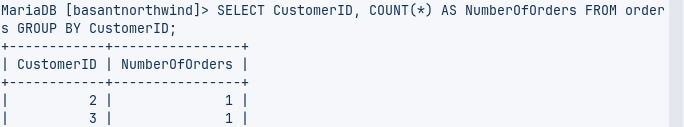 MariaDB [basantnorthwind]> SELECT CustomerID, COUNT(*) AS NumberOfOrders FROM order
s GROUP BY CustomerID;
+------------+----------------+
| CustomerID | NumberOfOrders |
+------------+----------------+
|          2 |              1 |
|          3 |              1 |